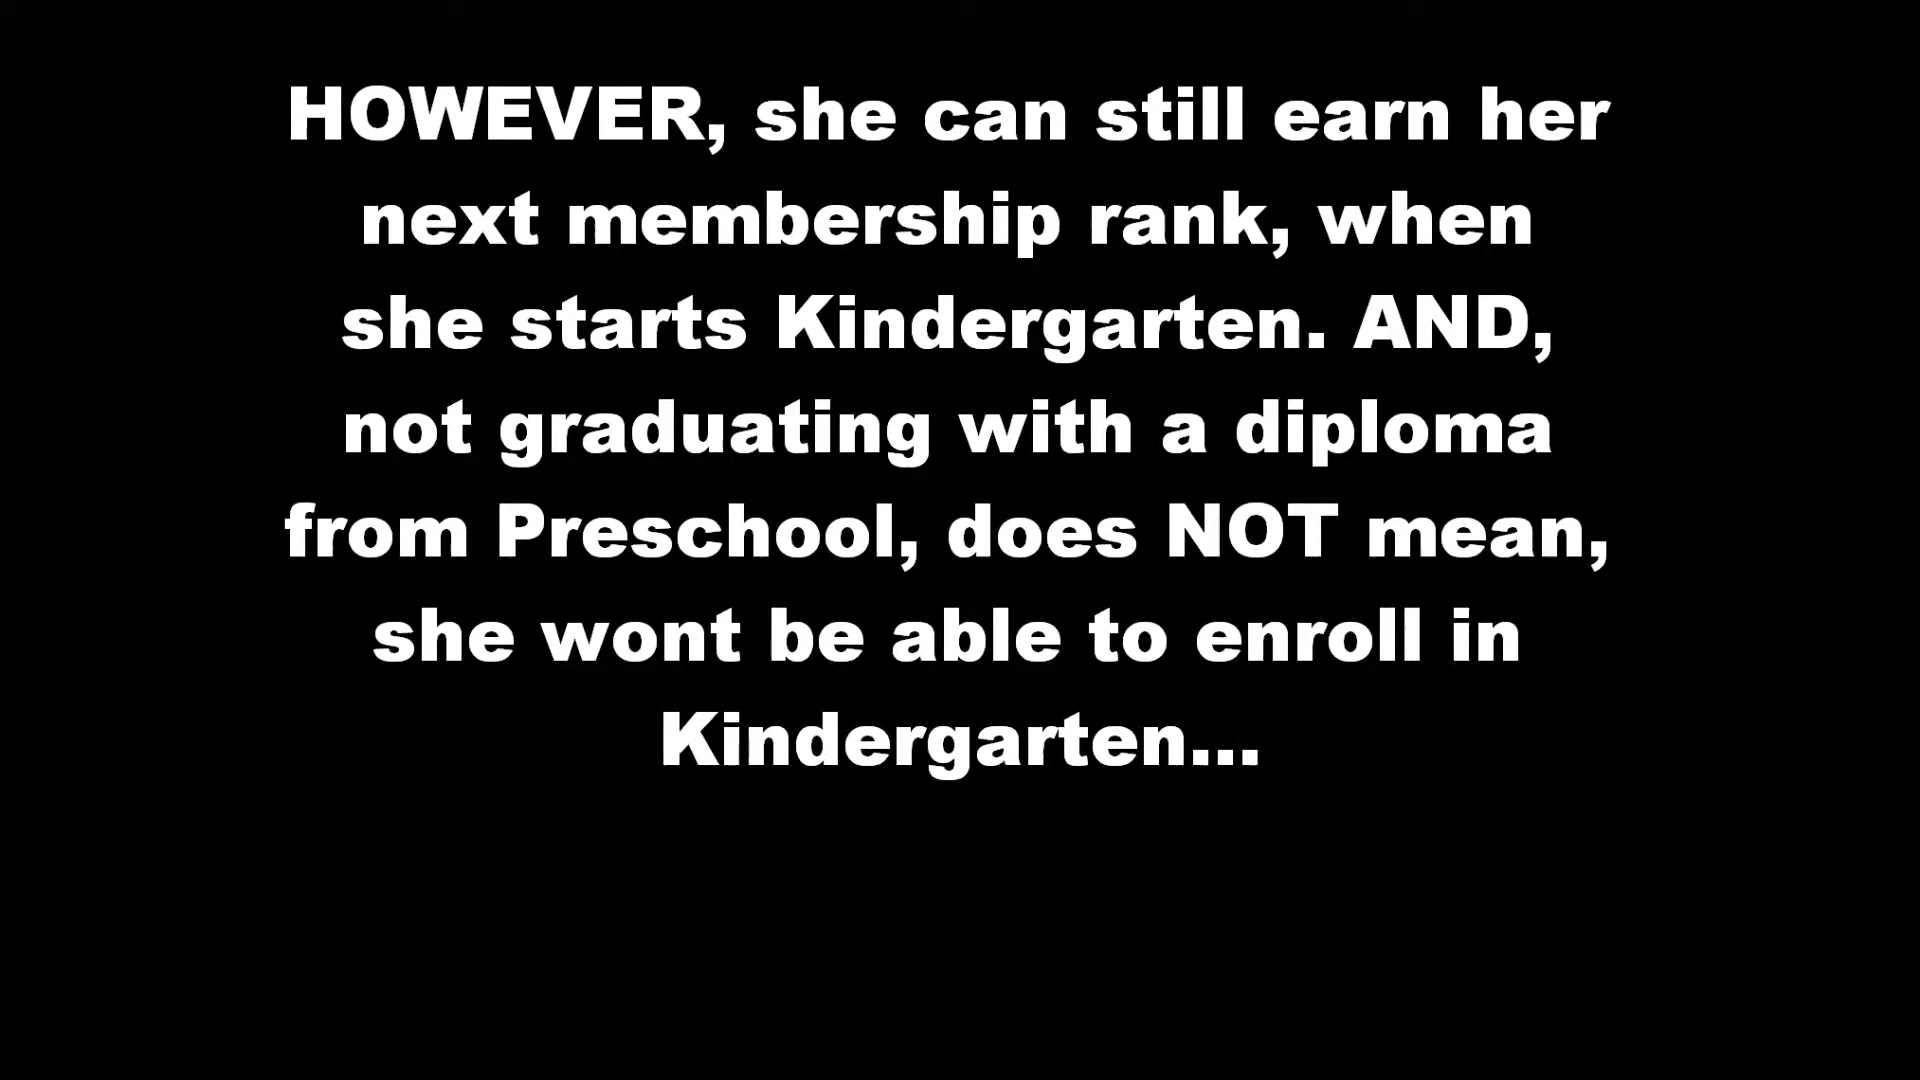 HOWEVER, she can still earn her
next membership rank, when
she starts Kindergarten. AND,
not graduating with a diploma
from Preschool, does NOT mean,
she wont be able to enroll in
Kindergarten...